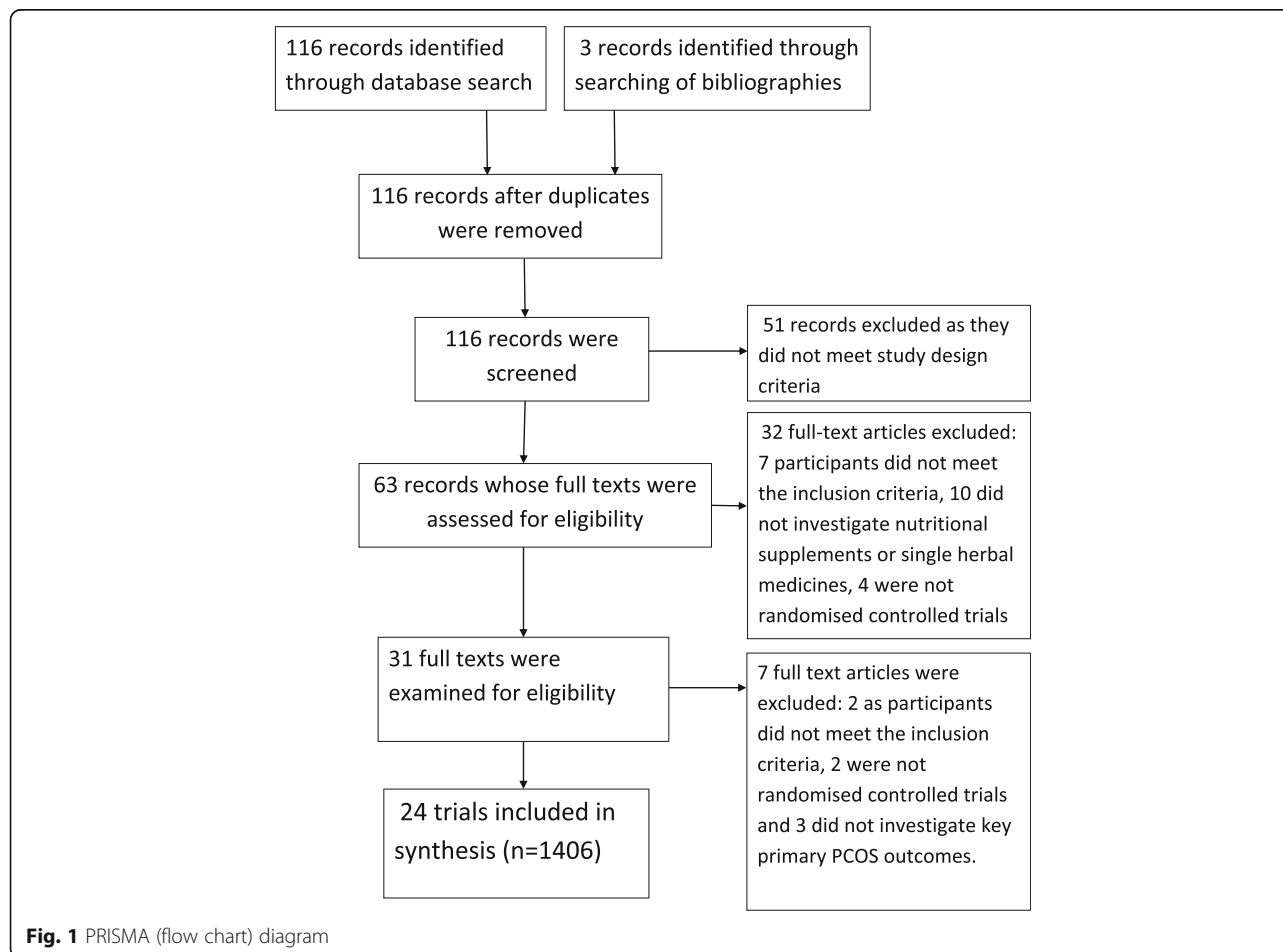 116 records identified
through database search
3 records identified through
searching of bibliographies
116 records after duplicates
were removed
116 records were
screened
51 records excluded as they
did not meet study design
criteria
63 records whose full texts were
assessed for eligibility
32 full-text articles excluded:
7 participants did not meet
the inclusion criteria, 10 did
not investigate nutritional
supplements or single herbal
medicines, 4 were not
randomised controlled trials
31 full texts were
examined for eligibility
7 full text articles were
excluded: 2 as participants
did not meet the inclusion
criteria, 2 were not
randomised controlled trials
and 3 did not investigate key
primary PCOS outcomes.
24 trials included in
synthesis (n=1406)
Fig. 1 PRISMA (flow chart) diagram